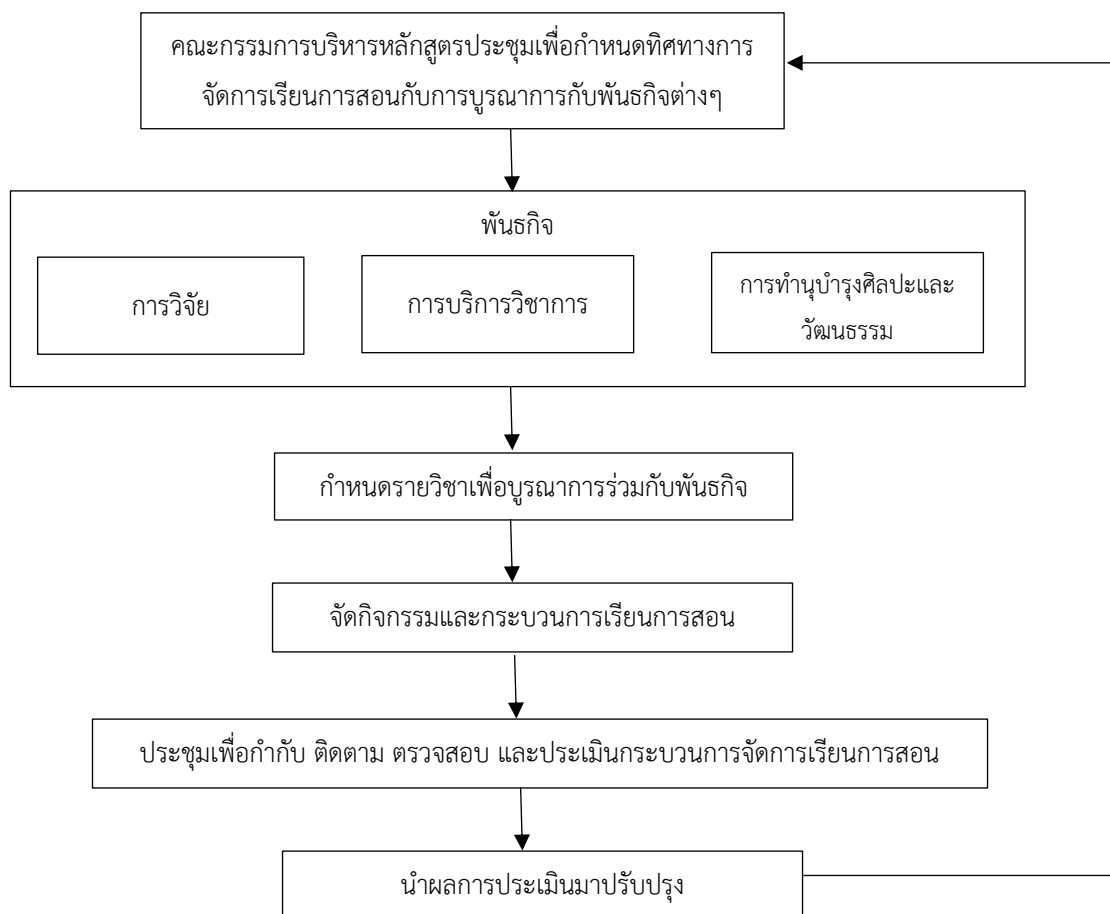 คณะกรรมการบริหารหลักสูตรประชุมเพื่อกำหนดทิศทางการ
จัดการเรียนการสอนกับการบูรณาการกับพันธกิจต่างๆ
พันธกิจ
การวิจัย
การบริการวิชาการ
การทำนุบำรุงศิลปะและ
วัฒนธรรม
กำหนดรายวิชาเพื่อบูรณาการร่วมกับพันธกิจ
จัดกิจกรรมและกระบวนการเรียนการสอน
ประชุมเพื่อกำกับ ติดตาม ตรวจสอบ และประเมินกระบวนการจัดการเรียนการสอน
นำผลการประเมินมาปรับปรุง